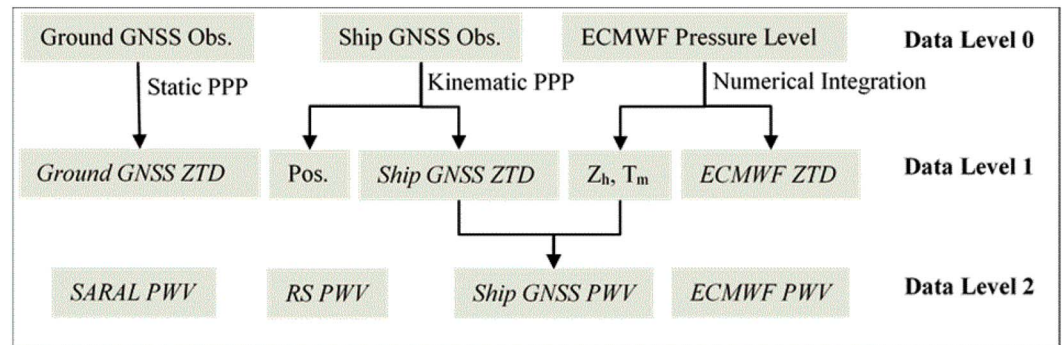 Ground GNSS Obs. Ship GNSS Obs. ECMWF Pressure Level Data Level 0
Static PPP Kinematic PPP Numerical Integration
Ground GNSS ZTD Pos. Ship GNSS ZTD Zₕ, Tₘ ECMWF ZTD Data Level 1
SARAL PWV RS PWV Ship GNSS PWV ECMWF PWV Data Level 2